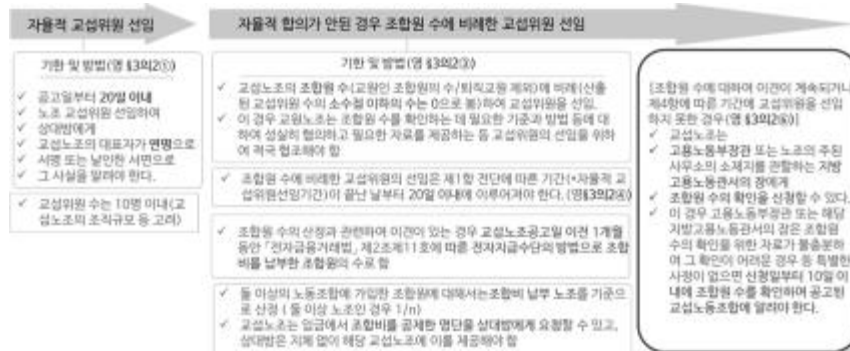 자율적 교섭위원 선임
자율적 합의가 안된 경우 조합원 수에 비례한 교섭위원 선임
기한 및 방법(영 §3의2①)
✓ 공고일부터 20일 이내
✓ 노조 교섭위원 선임하여
✓ 상대방에게
✓ 교섭노조의 대표자가 연명으로
✓ 서명 또는 날인한 서면으로
✓ 그 사실을 알려야 한다.
✓ 교섭위원 수는 10명 이내(교
섭노조의 조직규모 등 고려)
기한 및 방법(영 §3의2③)
✓ 교섭노조의 조합원 수(교원인 조합원의 수/퇴직교원 제외)에 비례(산출
된 교섭위원 수의 소수점 이하의 수는 0으로 봄)하여 교섭위원을 선임.
✓ 이 경우 교원노조는 조합원 수를 확인하는 데 필요한 기준과 방법 등에 대
하여 성실히 협의하고 필요한 자료를 제공하는 등 교섭위원의 선임을 위하
여 적극 협조해야 함
✓ 조합원 수에 비례한 교섭위원의 선임은 제1항 전단에 따른 기간(*자율적 교
섭위원선임기간)이 끝난 날부터 20일 이내에 이루어져야 한다. (영§3의2④)
✓ 조합원 수의 산정과 관련하여 이견이 있는 경우 교섭노조공고일 이전 1개월
동안 「전자금융거래법」 제2조제11호에 따른 전자지급수단의 방법으로 조합
비를 납부한 조합원의 수로 함
✓ 둘 이상의 노동조합에 가입한 조합원에 대해서는조합비 납부 노조를 기준으
로 산정 ( 둘 이상 노조인 경우 1/n)
✓ 교섭노조는 임금에서 조합비를 공제한 명단을 상대방에게 요청할 수 있고,
상대방은 지체 없이 해당 교섭노조에 이를 제공해야 함
[조합원 수에 대하여 이견이 계속되거나
제4항에 따른 기간에 교섭위원을 선임
하지 못한 경우(영 §3의2⑥)]
✓ 교섭노조는
✓ 고용노동부장관 또는 노조의 주된
사무소의 소재지를 관할하는 지방
고용노동관서의 장에게
✓ 조합원 수의 확인을 신청할 수 있다.
✓ 이 경우 고용노동부장관 또는 해당
지방고용노동관서의 장은 조합원
수의 확인을 위한 자료가 불충분하
여 그 확인이 어려운 경우 등 특별한
사정이 없으면 신청일부터 10일 이
내에 조합원 수를 확인하여 공고된
교섭노동조합에 알려야 한다.